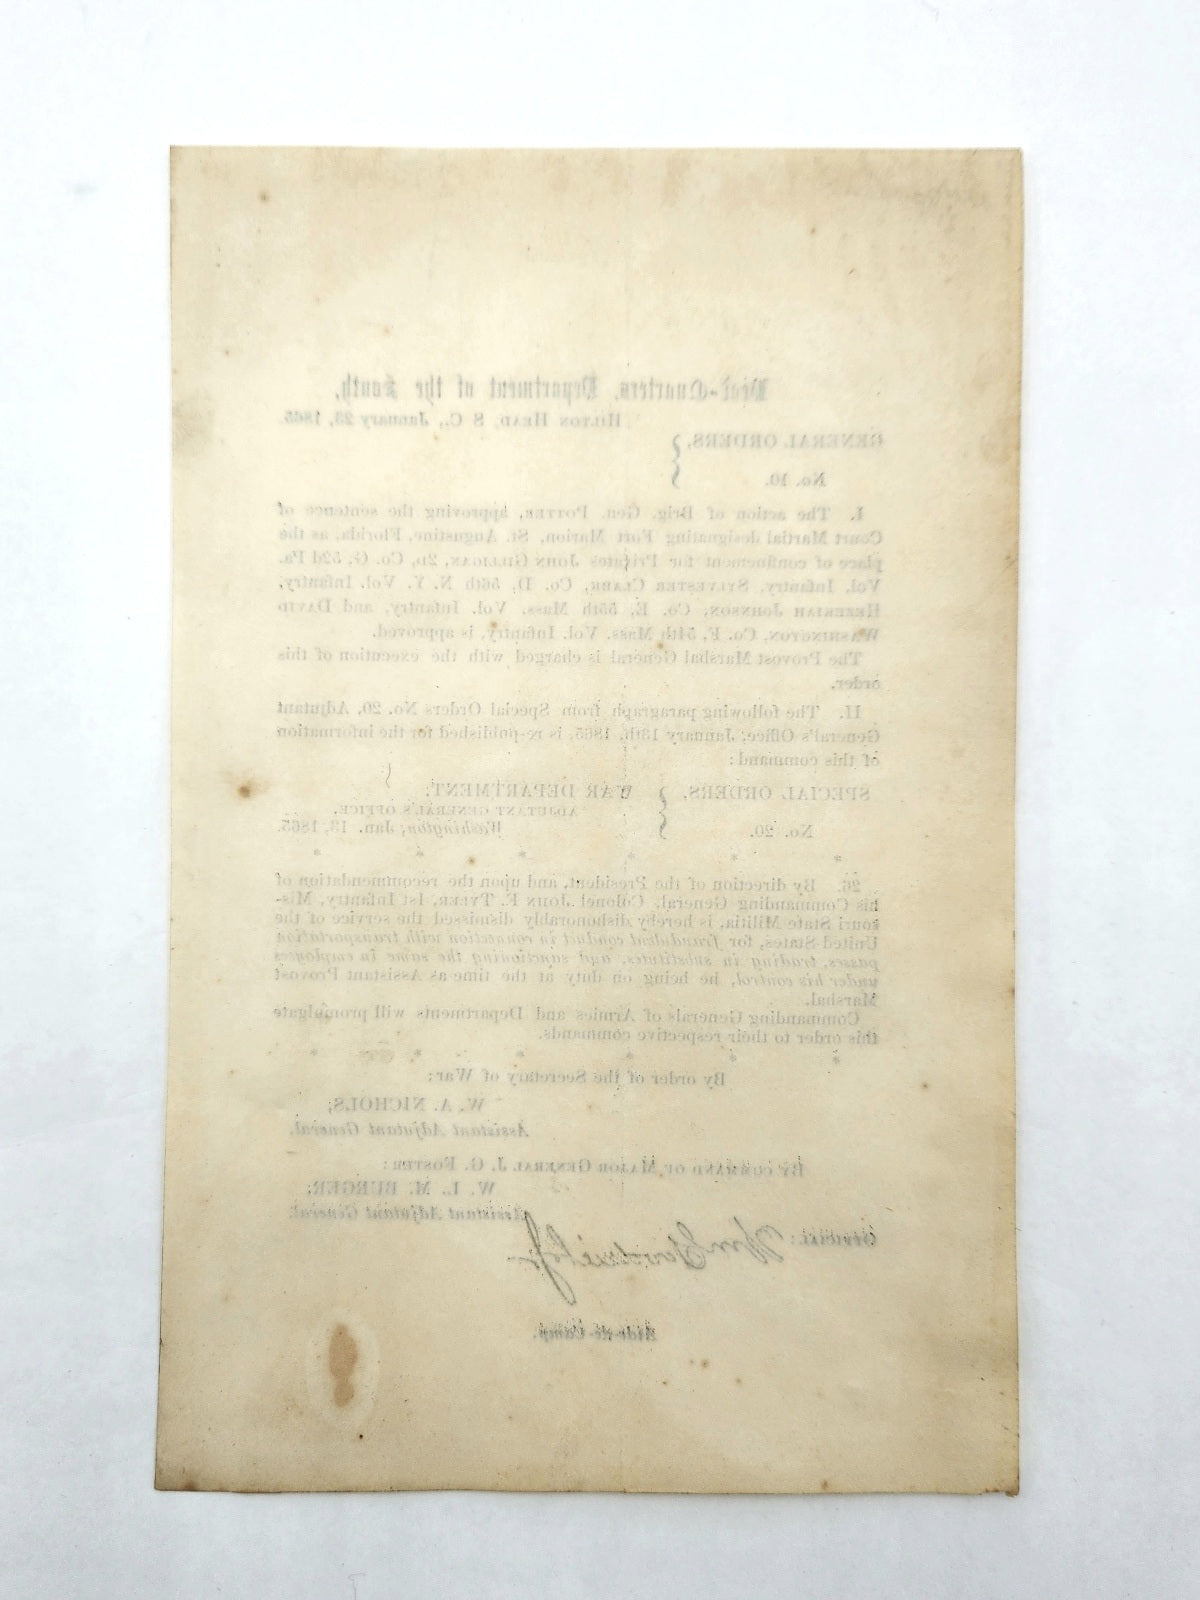 Head-Quarters, Department of the South,
HILTON HEAD, S C., January 23, 1865.
GENERAL ORDERS,
No. 10.
I. The action of Brig. Gen. POTTER, approving the sentence of
Court Martial designating Fort Marion, St. Augustine, Florida, as the
place of confinement for Privates JOHN GILLIGAN, 2D, Co. G, 52d Pa.
Vol. Infantry, SYLVESTER CLARK, Co. D, 56th N. Y. Vol. Infantry,
HEZEKIAH JOHNSON, Co. E, 55th Mass. Vol. Infantry, and DAVID
WASHINGTON, Co. F, 54th Mass. Vol. Infantry, is approved.
The Provost Marshal General is charged with the execution of this
order.
II. The following paragraph from Special Orders No. 20, Adjutant
General's Office, January 13th, 1865, is re-published for the information
of this command:
SPECIAL ORDERS, WAR DEPARTMENT,
ADJUTANT GENERAL'S OFFICE,
No. 20. Washington, Jan. 13, 1865.
* * * * * *
26. By direction of the President, and upon the recommendation of
his Commanding General, Colonel JOHN F. TYLER, 1st Infantry, Mis-
souri State Militia, is hereby dishonorably dismissed the service of the
United States, for fraudulent conduct in connection with transportation
passes, trading in substitutes, and sanctioning the same in employees
under his control, he being on duty at the time as Assistant Provost
Marshal.
Commanding Generals of Armies and Departments will promulgate
this order to their respective commands.
* * * * * *
By order of the Secretary of War:
W. A. NICHOLS,
Assistant Adjutant General.
BY COMMAND OF MAJOR GENERAL J. G. FOSTER:
W. L. M. BURGER,
Assistant Adjutant General.
OFFICIAL: Wm
Aide-de-Camp.